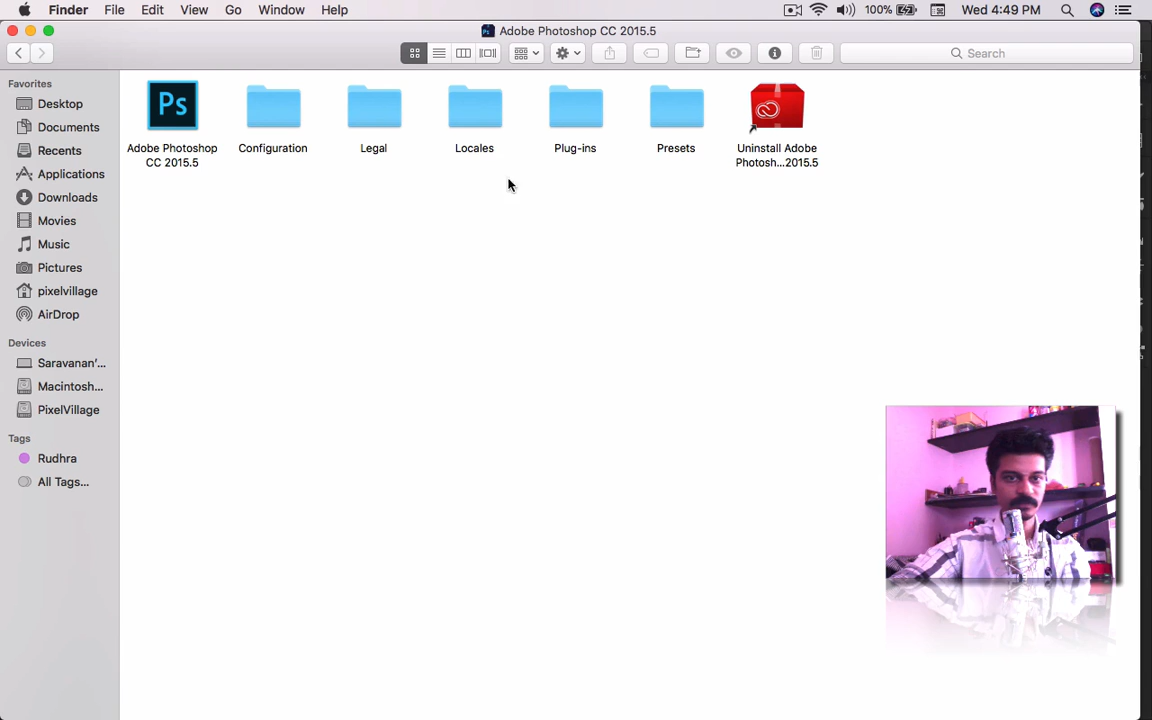 Finder File Edit View Go Window Help 100% Wed 4:49 PM
Adobe Photoshop CC 2015.5
Search
Favorites
Desktop
Documents
Recents
Applications
Downloads
Movies
Music
Pictures
pixelvillage
AirDrop
Devices
Saravanan'...
Macintosh...
PixelVillage
Tags
Rudhra
All Tags...
Ps
Adobe Photoshop
CC 2015.5
Configuration
Legal
Locales
Plug-ins
Presets
Uninstall Adobe
Photosh...2015.5